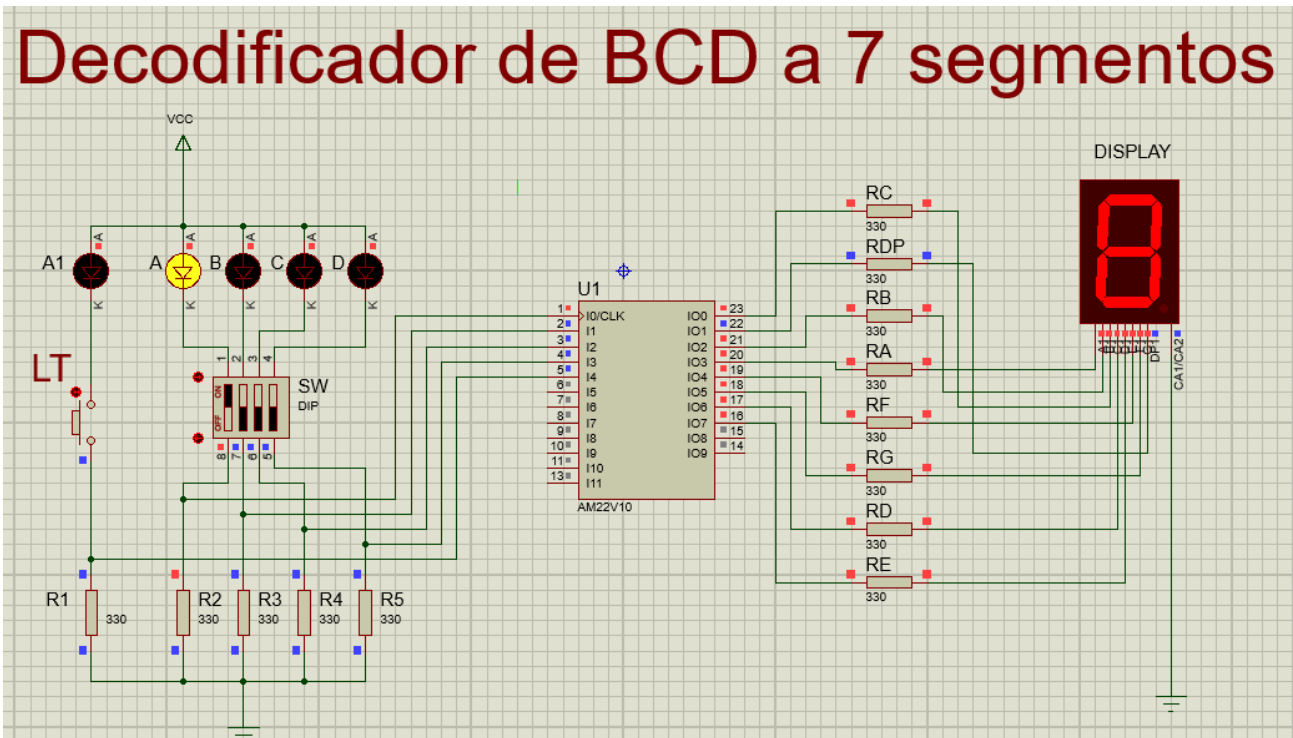 Decodificador de BCD a 7 segmentos
VCC
DISPLAY
A1 A B C D
A A A A A
K K K K K
LT
1 2 3 4
ON
OFF
SW
DIP
8 7 6 5
R1
330
R2
330
R3
330
R4
330
R5
330
U1
1 I0/CLK IO0 23
2 I1 IO1 22
3 I2 IO2 21
4 I3 IO3 20
5 I4 IO4 19
6 I5 IO5 18
7 I6 IO6 17
8 I7 IO7 16
9 I8 IO8 15
10 I9 IO9 14
11 I10
13 I11
AM22V10
RC
330
RDP
330
RB
330
RA
330
RF
330
RG
330
RD
330
RE
330
8
DP1
CA1/CA2